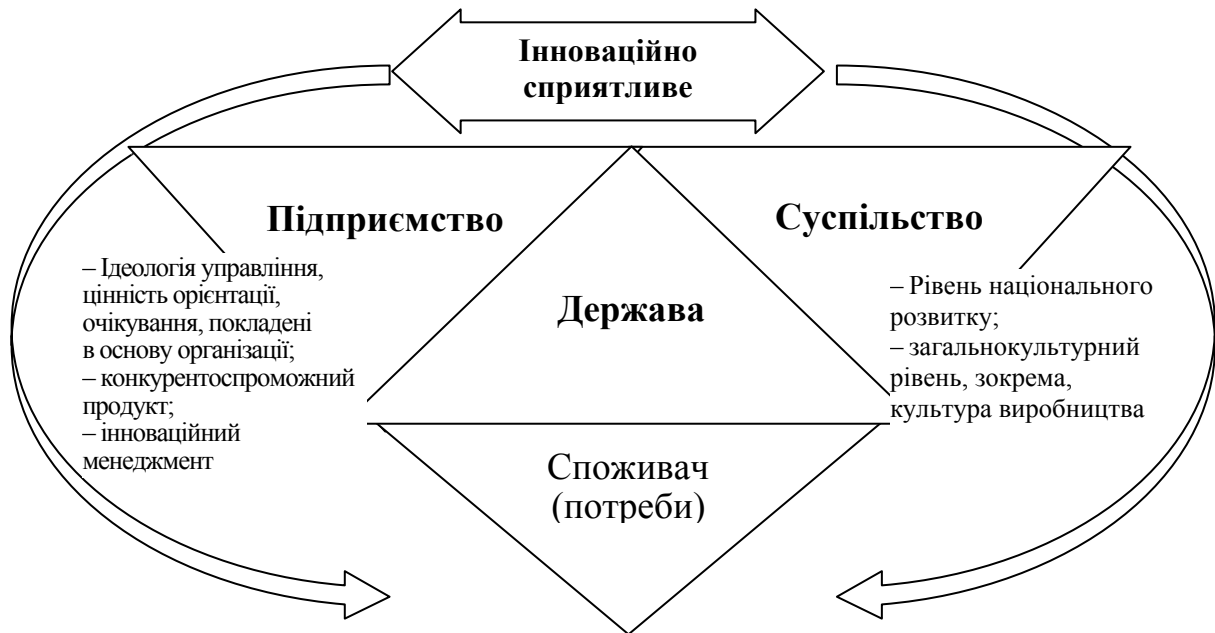 Інноваційно
сприятливе
Підприємство
Суспільство
– Ідеологія управління,
цінність орієнтації,
очікування, покладені
в основу організації;
– конкурентоспроможний
продукт;
– інноваційний
менеджмент
Держава
– Рівень національного
розвитку;
– загальнокультурний
рівень, зокрема,
культура виробництва
Споживач
(потреби)